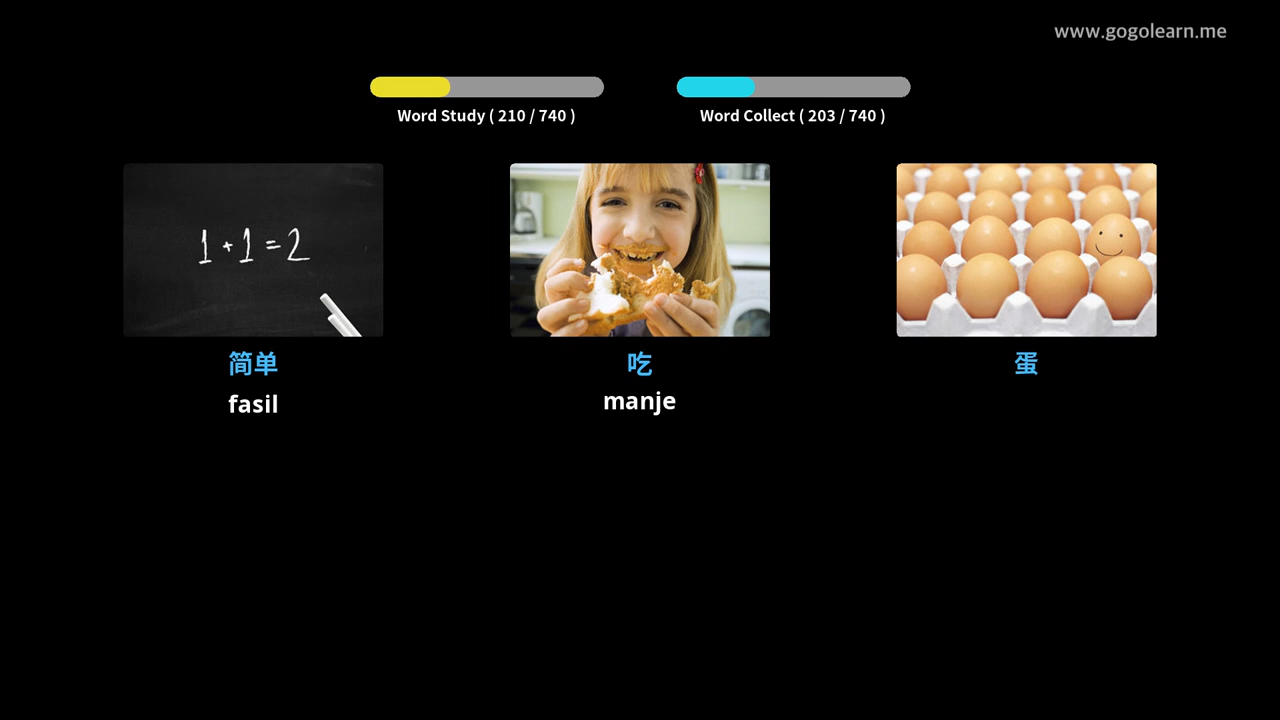 www.gogolearn.me
Word Study ( 210 / 740 )
Word Collect ( 203 / 740 )
1 + 1 = 2
简单
吃
蛋
fasil
manje